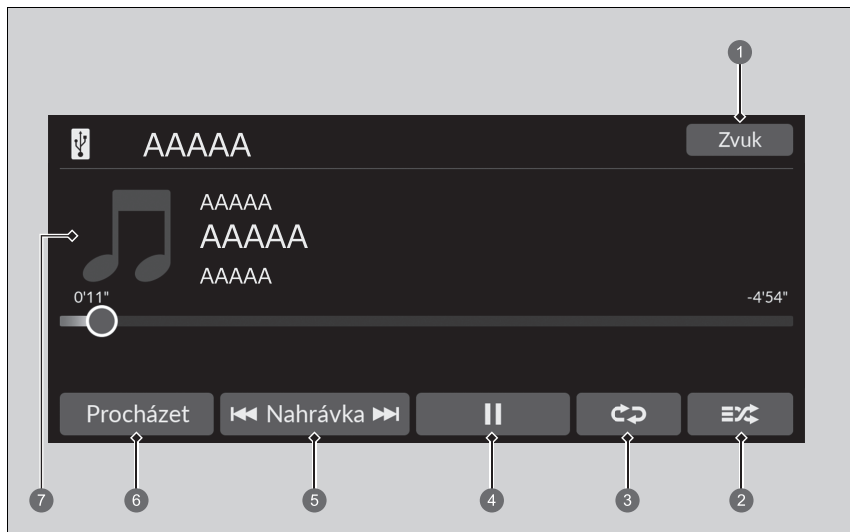 1
AAAAA
Zvuk
AAAAA
AAAAA
7
AAAAA
0'11"
-4'54"
Procházet
Nahrávka
6
5
4
3
2